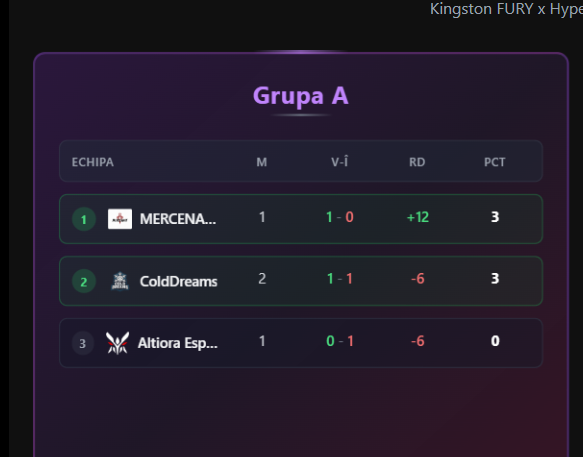 Kingston FURY x Hype
Grupa A
ECHIPA M V-Î RD PCT
1 MERCENA... 1 1 - 0 +12 3
2 ColdDreams 2 1 - 1 -6 3
3 Altiora Esp... 1 0 - 1 -6 0